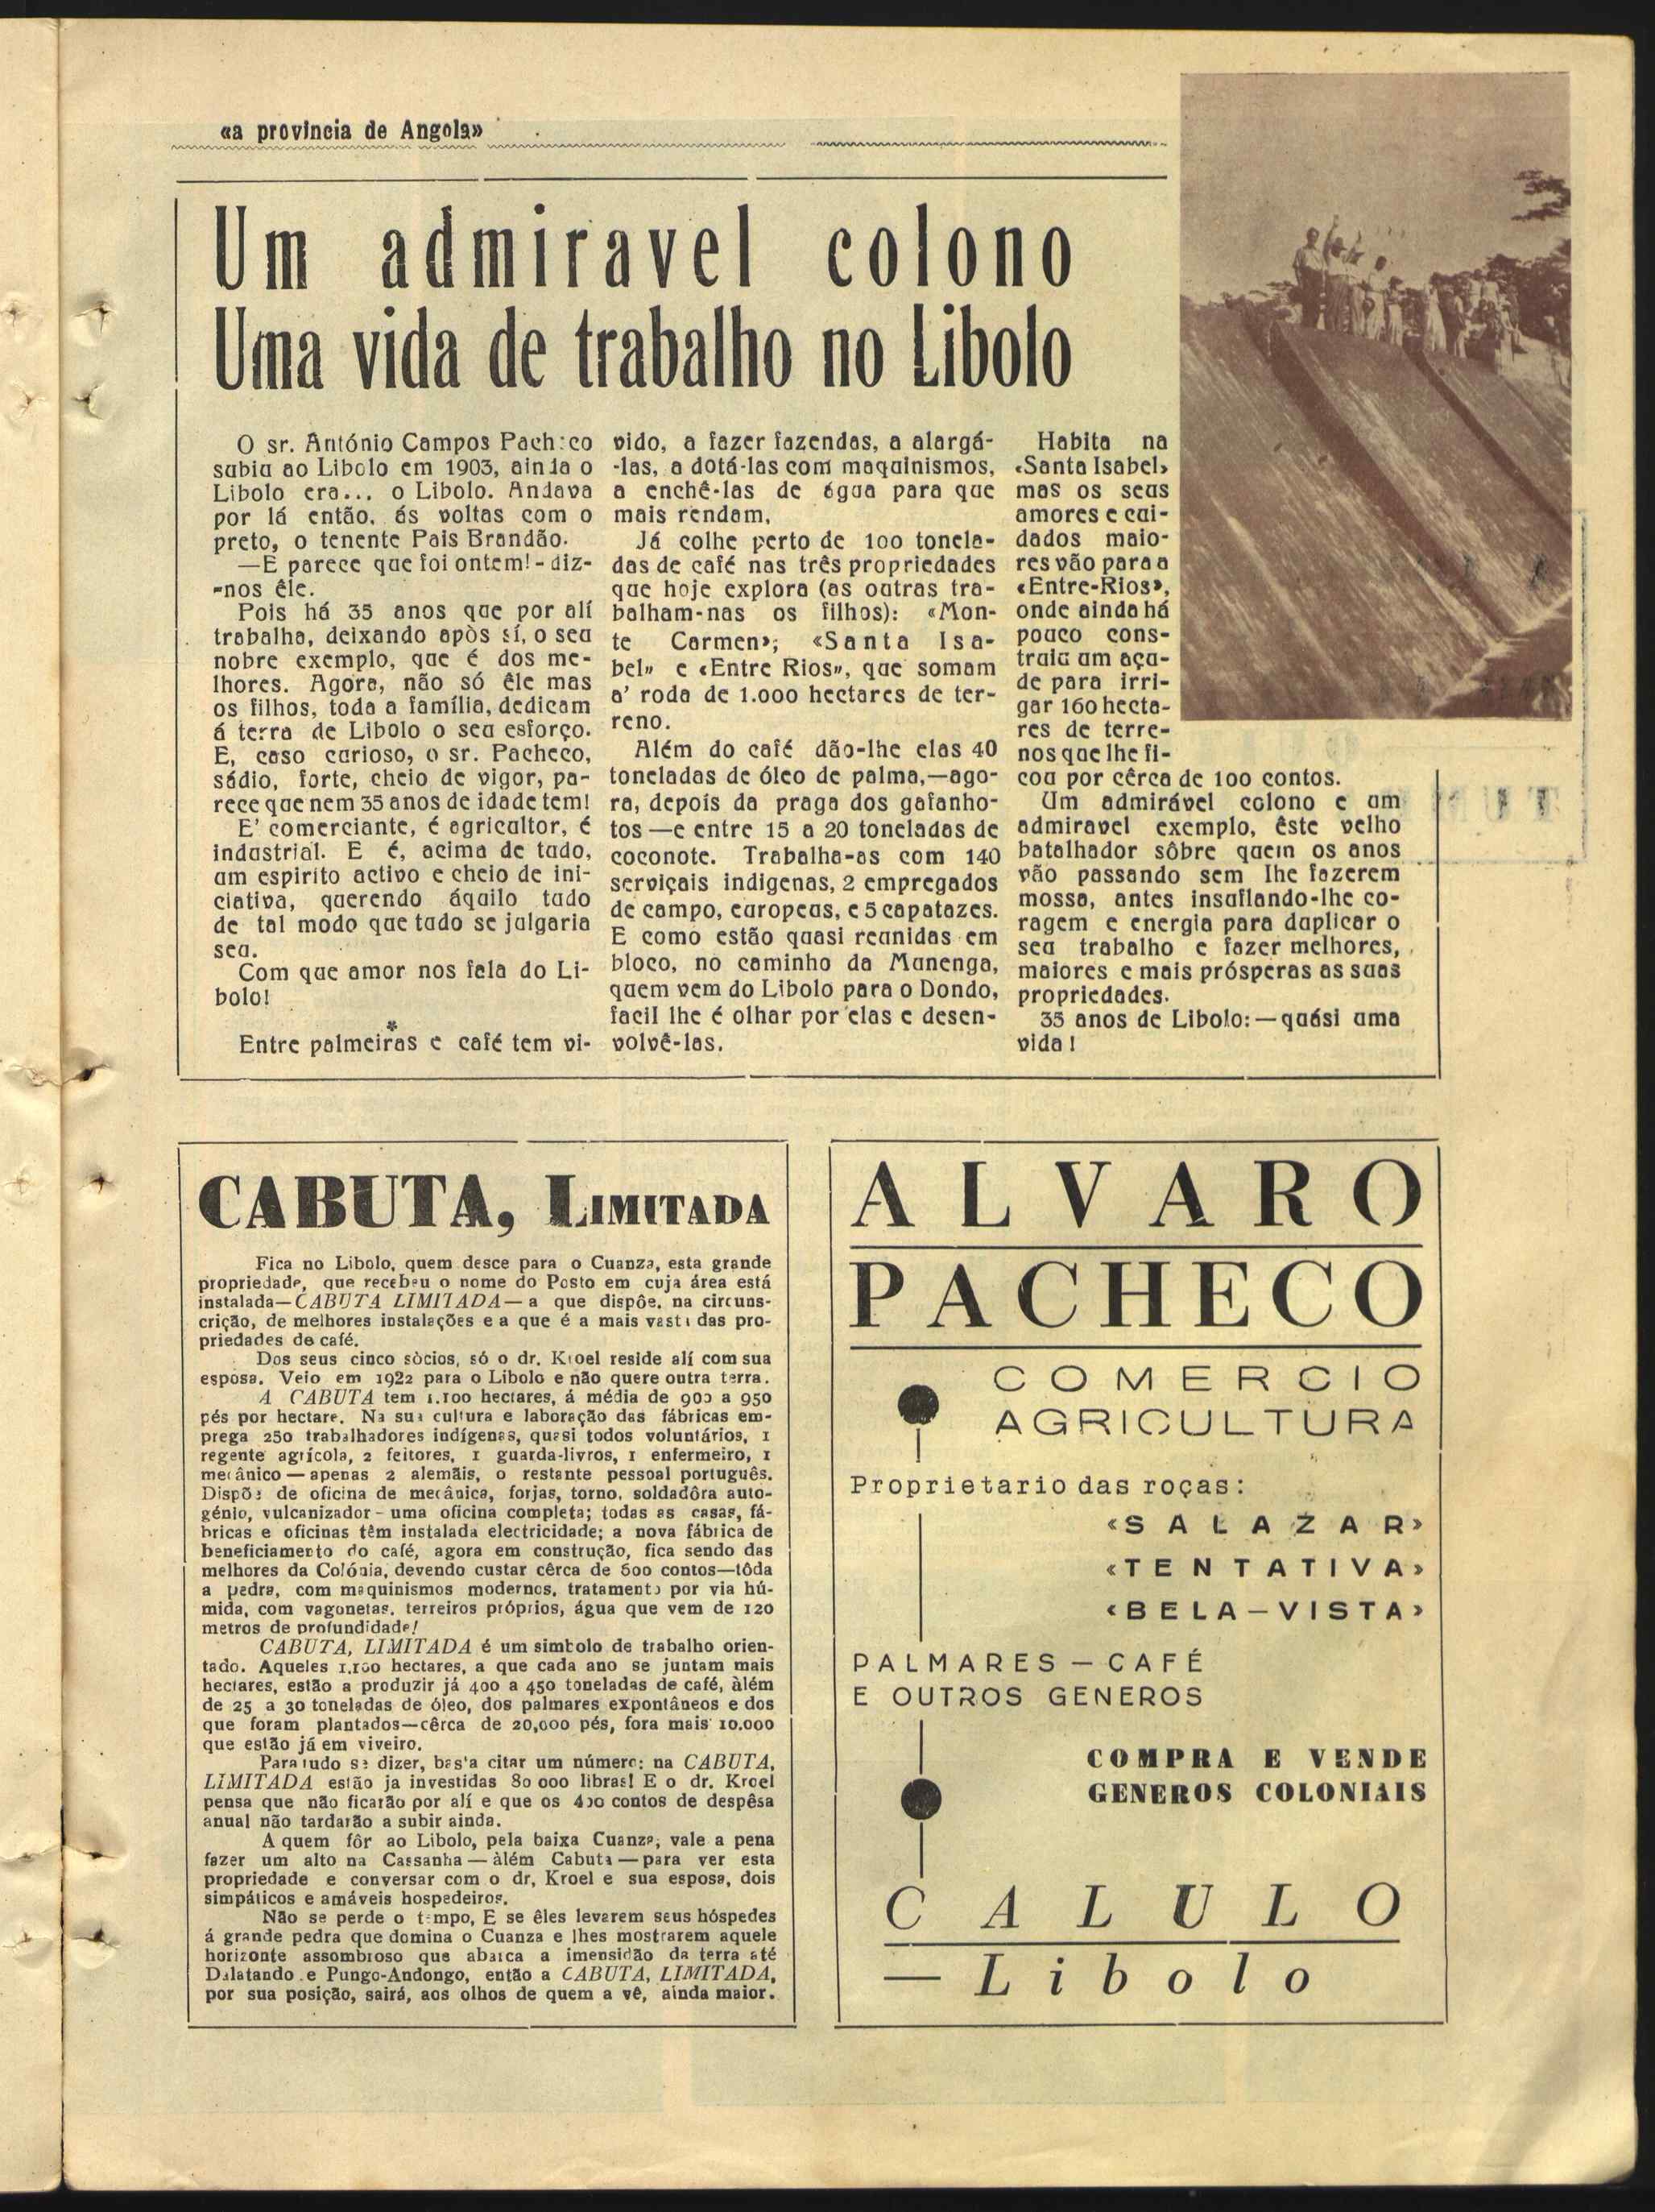 «a provincia de Angola»
Um admiravel colono
Uma vida de trabalho no Libolo
O sr. António Campos Pacheco
subiu ao Libolo em 1903, ainda o
Libolo era... o Libolo. Andava
por lá então, ás voltas com o
preto, o tenente Pais Brandão.
—E parece que foi ontem! - diz-
-nos êle.
Pois há 35 anos que por alí
trabalha, deixando após sí, o seu
nobre exemplo, que é dos me-
lhores. Agora, não só êle mas
os filhos, toda a família, dedicam
á terra de Libolo o seu esforço.
E, caso curioso, o sr. Pacheco,
sádio, forte, cheio de vigor, pa-
rece que nem 35 anos de idade tem!
E' comerciante, é agricultor, é
industrial. E é, acima de tudo,
um espirito activo e cheio de ini-
ciativa, querendo áquilo tudo
de tal modo que tudo se julgaria
seu.
Com que amor nos fala do Li-
bolo!
*
Entre palmeiras e café tem vi-
vido, a fazer fazendas, a alargá-
-las, a dotá-las com maquinismos,
a enchê-las de água para que
mais rendam.
Já colhe perto de 100 tonela-
das de café nas três propriedades
que hoje explora (as outras tra-
balham-nas os filhos): «Mon-
te Carmen»; «Santa Isa-
bel» e «Entre Rios», que somam
a' roda de 1.000 hectares de ter-
reno.
Além do café dão-lhe elas 40
toneladas de óleo de palma,—ago-
ra, depois da praga dos gafanho-
tos —e entre 15 a 20 toneladas de
coconote. Trabalha-as com 140
serviçais indigenas, 2 empregados
de campo, europeus, e 5 capatazes.
E como estão quasi reunidas em
bloco, no caminho da Munenga,
quem vem do Libolo para o Dondo,
facil lhe é olhar por elas e desen-
volvê-las.
Habita na
«Santa Isabel»
mas os seus
amores e cui-
dados maio-
res vão para a
«Entre-Rios»,
onde ainda há
pouco cons-
truiu um açu-
de para irri-
gar 160 hecta-
res de terre-
nos que lhe fi-
cou por cêrca de 100 contos.
Um admirável colono e um
admiravel exemplo, êste velho
batalhador sôbre quem os anos
vão passando sem lhe fazerem
mossa, antes insuflando-lhe co-
ragem e energia para duplicar o
seu trabalho e fazer melhores,
maiores e mais prósperas as suas
propriedades.
35 anos de Libolo:—quási uma
vida!
CABUTA, LIMITADA
Fica no Libolo, quem desce para o Cuanza, esta grande
propriedade, que recebeu o nome do Posto em cuja área está
instalada—CABUTA LIMITADA—a que dispõe, na circuns-
crição, de melhores instalações e a que é a mais vasta das pro-
priedades de café.
Dos seus cinco sòcios, só o dr. Kroel reside alí com sua
esposa. Veio em 1922 para o Libolo e não quere outra terra.
A CABUTA tem 1.100 hectares, á média de 900 a 950
pés por hectare. Na sua cultura e laboração das fábricas em-
prega 250 trabalhadores indígenas, quasi todos voluntários, 1
regente agrícola, 2 feitores, 1 guarda-livros, 1 enfermeiro, 1
mecânico — apenas 2 alemãis, o restante pessoal português.
Dispõe de oficina de mecânica, forjas, torno, soldadôra auto-
génio, vulcanizador - uma oficina completa; todas as casas, fá-
bricas e oficinas têm instalada electricidade; a nova fábrica de
beneficiamento do café, agora em construção, fica sendo das
melhores da Colónia, devendo custar cêrca de 500 contos—tôda
a pedra, com maquinismos modernos, tratamento por via hú-
mida, com vagonetas, terreiros próprios, água que vem de 120
metros de profundidade!
CABUTA, LIMITADA é um simbolo de trabalho orien-
tado. Aqueles 1.100 hectares, a que cada ano se juntam mais
hectares, estão a produzir já 400 a 450 toneladas de café, àlém
de 25 a 30 toneladas de óleo, dos palmares expontâneos e dos
que foram plantados—cêrca de 20,000 pés, fora mais 10.000
que estão já em viveiro.
Para tudo se dizer, basta citar um número: na CABUTA,
LIMITADA estão ja investidas 80 000 libras! E o dr. Kroel
pensa que não ficarão por alí e que os 400 contos de despêsa
anual não tardarão a subir ainda.
A quem fôr ao Libolo, pela baixa Cuanza, vale a pena
fazer um alto na Cassanha — àlém Cabuta — para ver esta
propriedade e conversar com o dr, Kroel e sua esposa, dois
simpáticos e amáveis hospedeiros.
Não se perde o tempo, E se êles levarem seus hóspedes
á grande pedra que domina o Cuanza e lhes mostrarem aquele
horizonte assombroso que abarca a imensidão da terra até
Dalatando e Pungo-Andongo, então a CABUTA, LIMITADA,
por sua posição, sairá, aos olhos de quem a vê, ainda maior.
ALVARO
PACHECO
COMERCIO
AGRICULTURA
Proprietario das roças:
«SALAZAR»
«TENTATIVA»
«BELA-VISTA»
PALMARES — CAFÉ
E OUTROS GENEROS
COMPRA E VENDE
GENEROS COLONIAIS
CALULO
—Libolo